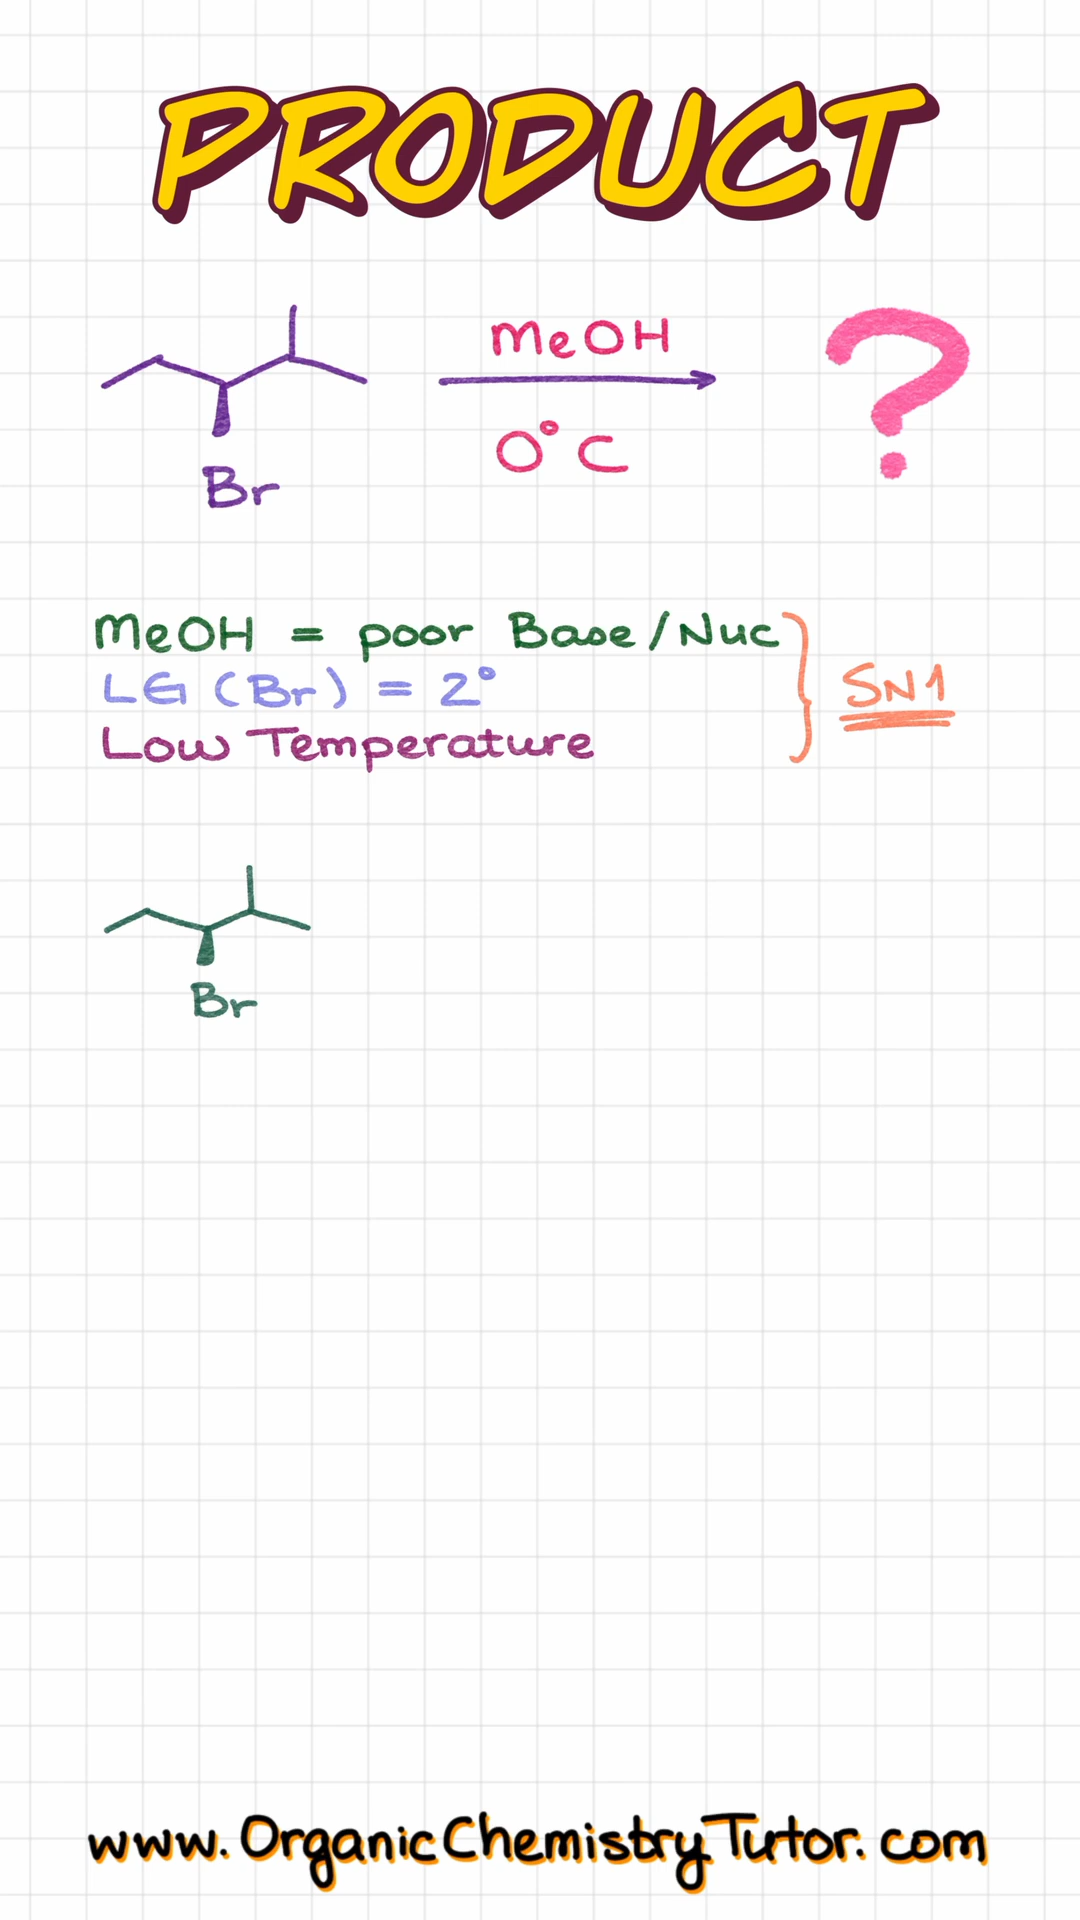 PRODUCT
MeOH
0°C
Br
MeOH = poor Base/Nuc
LG (Br) = 2°
Low Temperature
SN1
Br
www.OrganicChemistryTutor.com